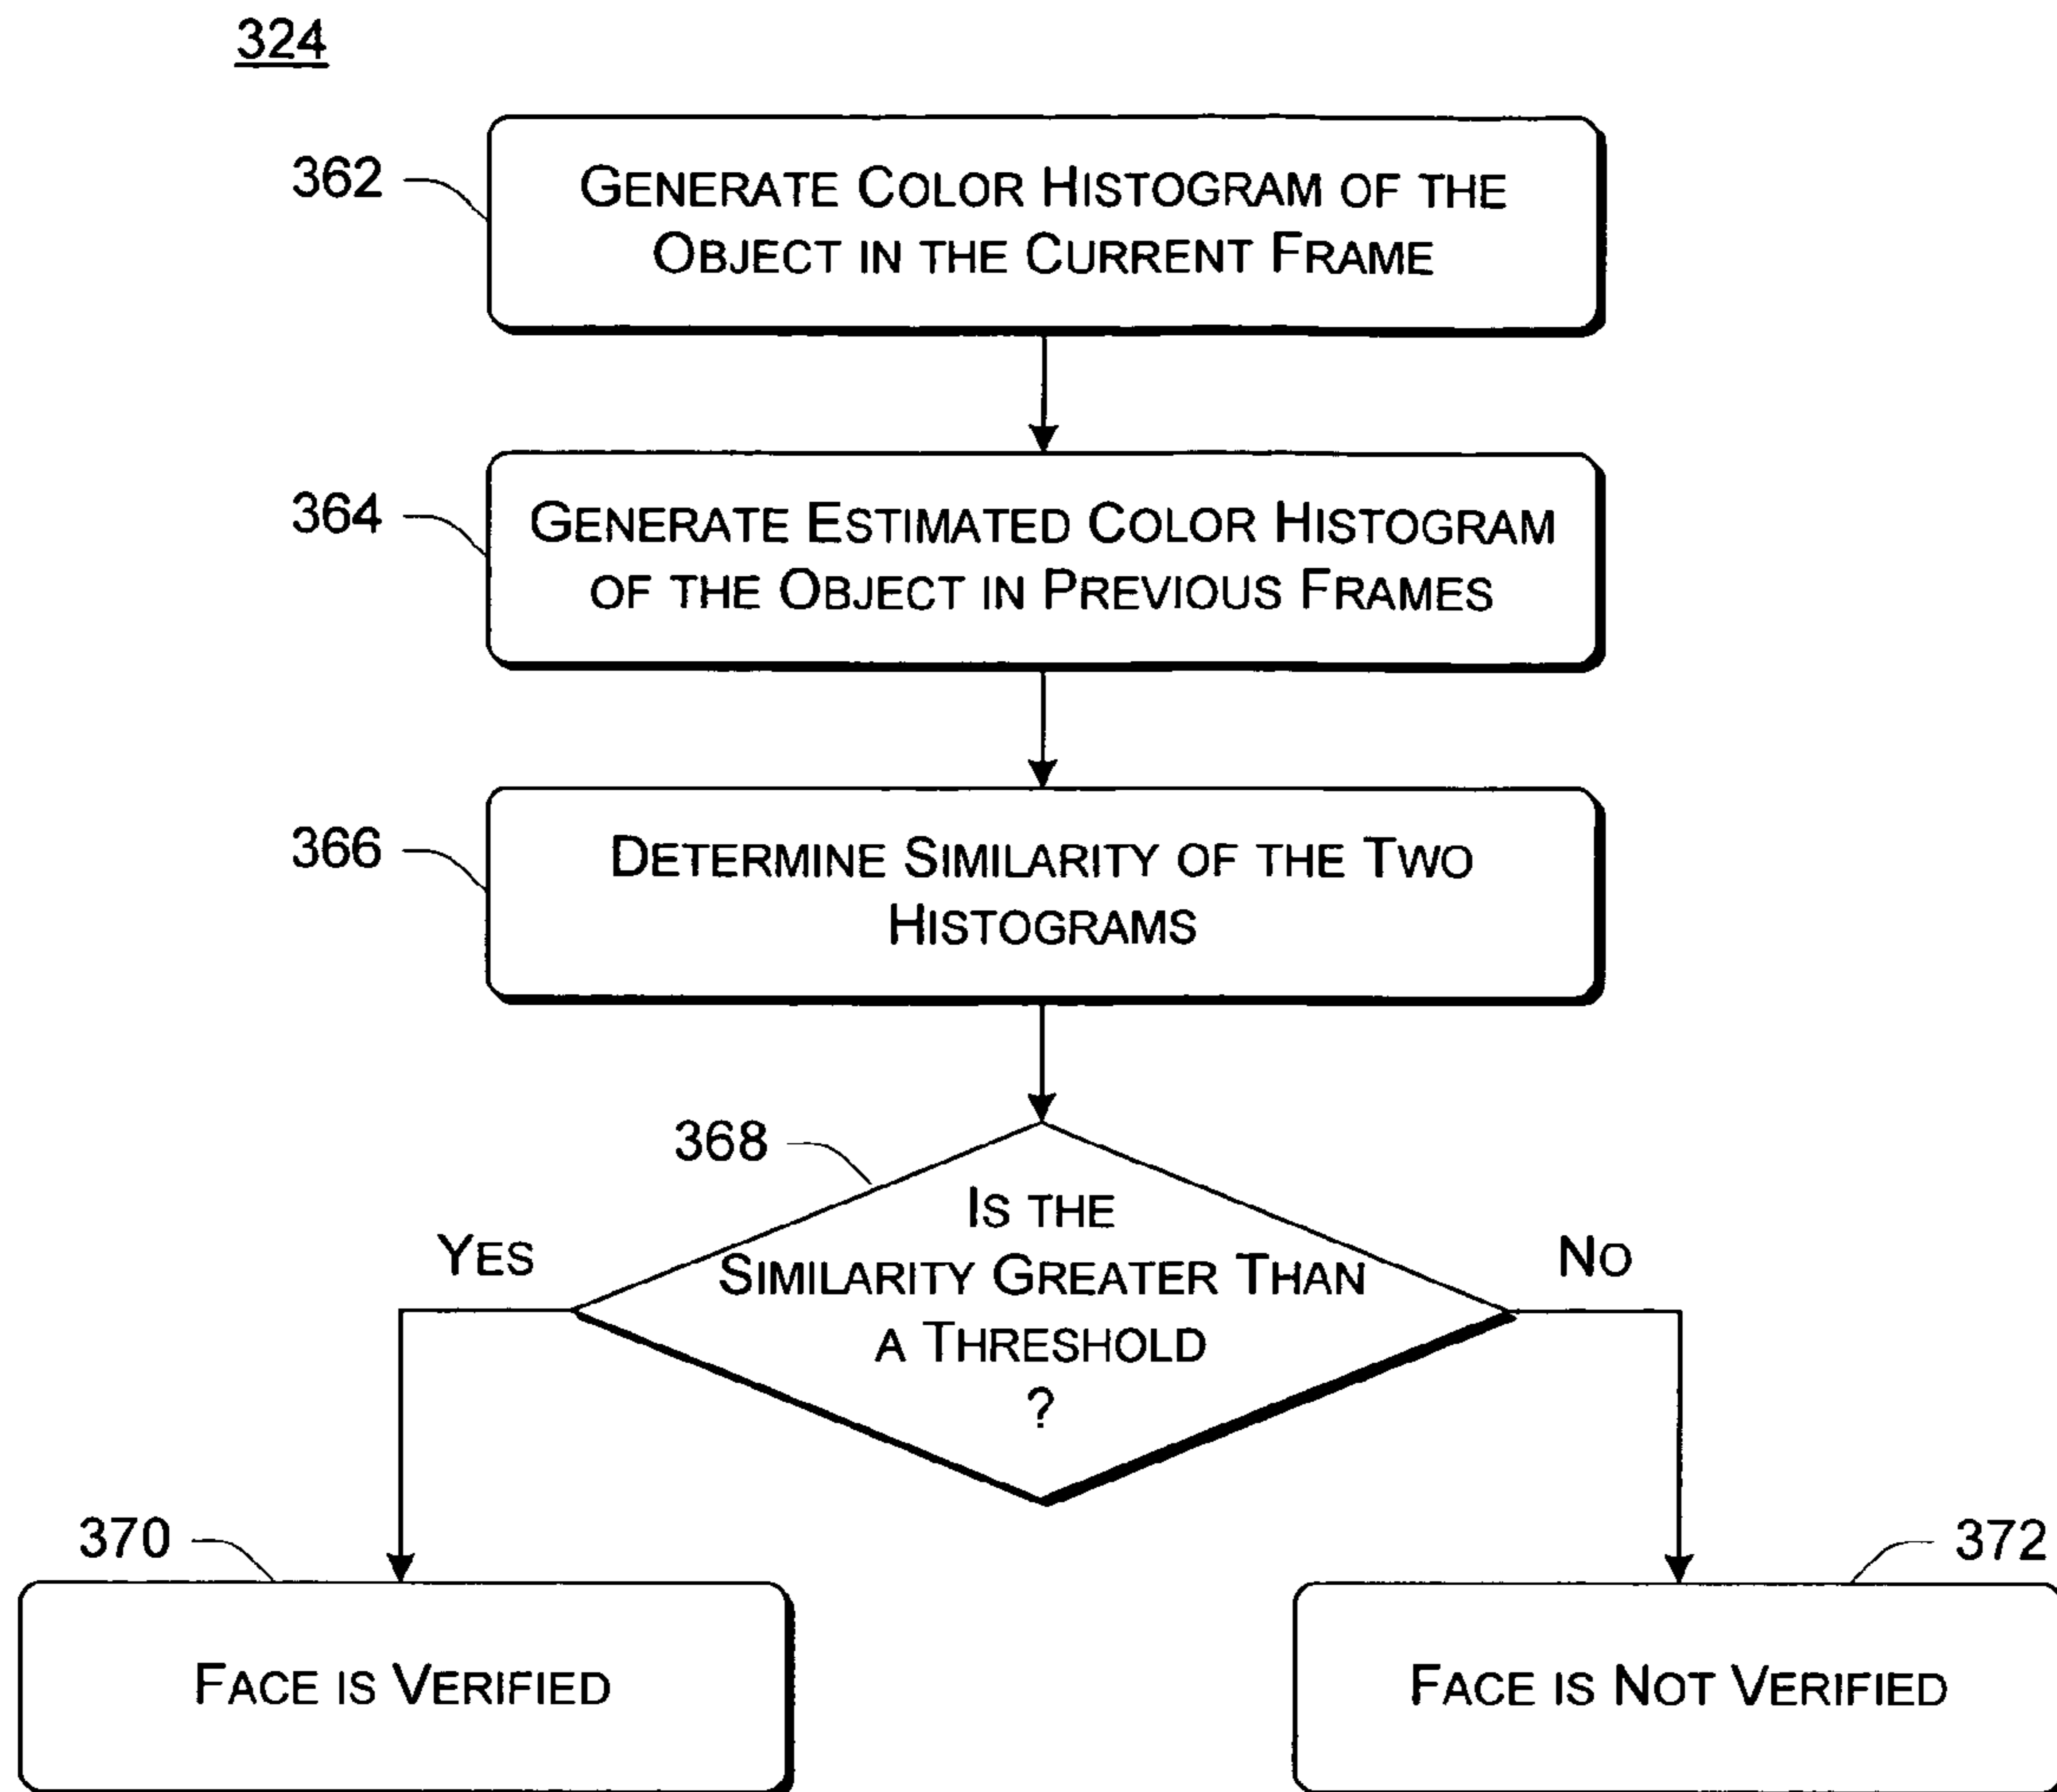 324
362
GENERATE COLOR HISTOGRAM OF THE
OBJECT IN THE CURRENT FRAME
364
GENERATE ESTIMATED COLOR HISTOGRAM
OF THE OBJECT IN PREVIOUS FRAMES
366
DETERMINE SIMILARITY OF THE TWO
HISTOGRAMS
368
IS THE
SIMILARITY GREATER THAN
A THRESHOLD
?
YES
NO
370
FACE IS VERIFIED
372
FACE IS NOT VERIFIED